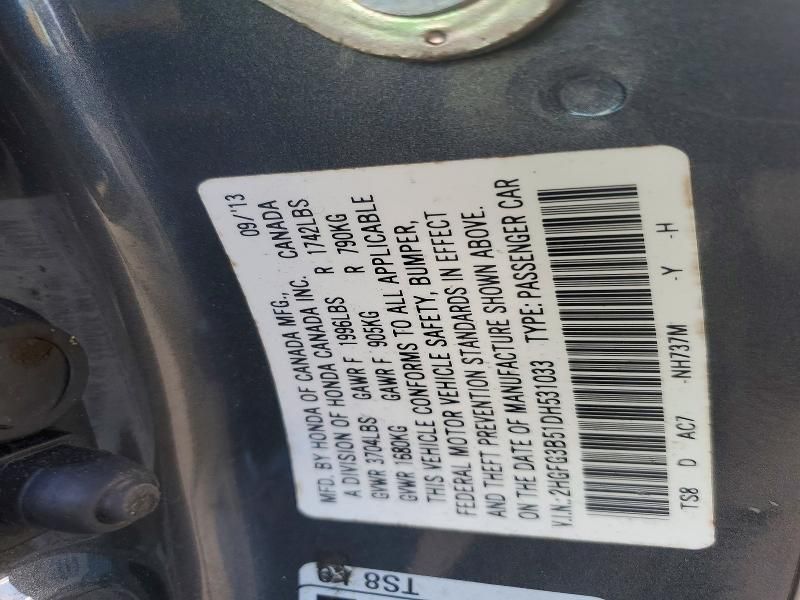 MFD. BY HONDA OF CANADA MFG., 09/'13
A DIVISION OF HONDA CANADA INC. CANADA
GVWR 3704LBS GAWR F 1996LBS R 1742LBS
GVWR 1680KG GAWR F 905KG R 790KG
THIS VEHICLE CONFORMS TO ALL APPLICABLE
FEDERAL MOTOR VEHICLE SAFETY, BUMPER,
AND THEFT PREVENTION STANDARDS IN EFFECT
ON THE DATE OF MANUFACTURE SHOWN ABOVE.
V.I.N.:2HGFG3B51DH531033 TYPE: PASSENGER CAR
TS8 D AC7 -NH737M -Y -H
TS8